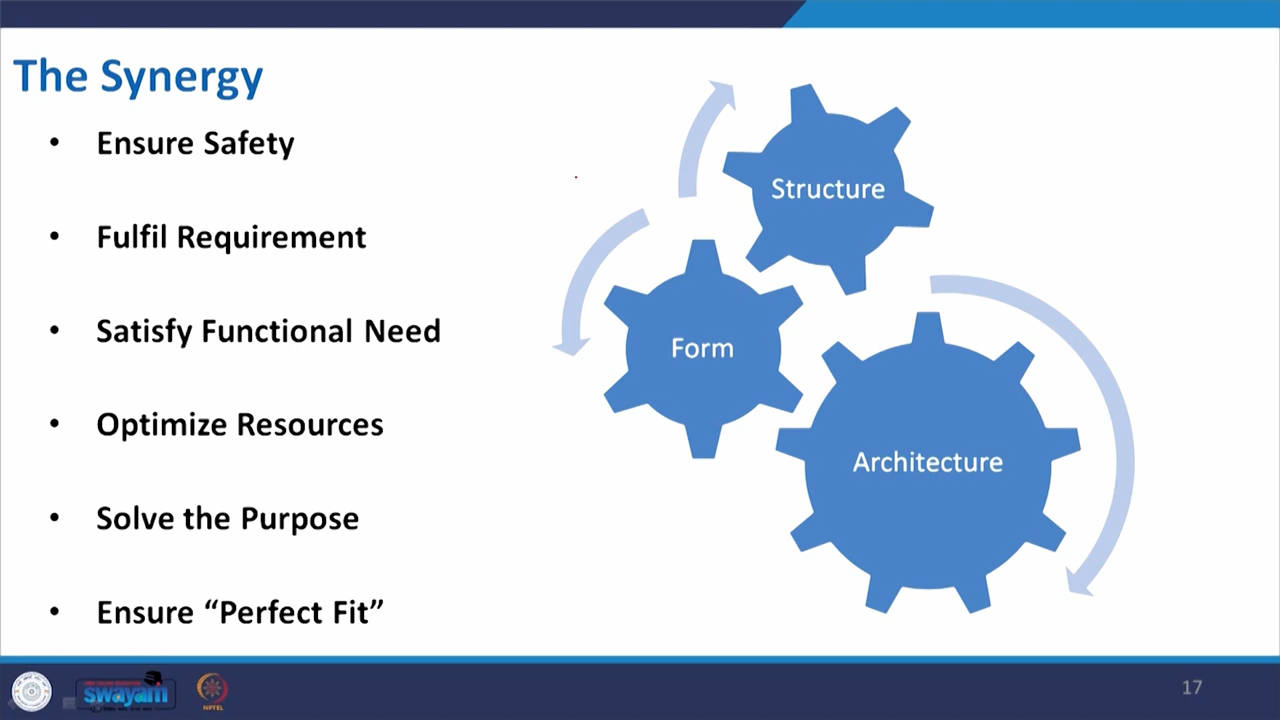 The Synergy
• Ensure Safety
• Fulfil Requirement
• Satisfy Functional Need
• Optimize Resources
• Solve the Purpose
• Ensure “Perfect Fit”
Structure
Form
Architecture
swayam
NPTEL
17